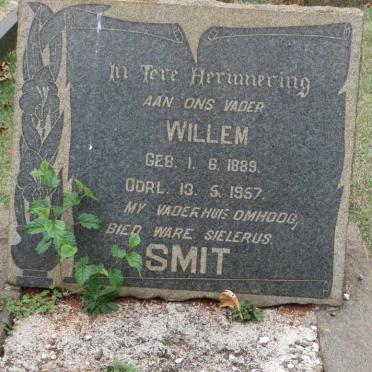 In Tere Herinnering
AAN ONS VADER
WILLEM
GEB. 1. 6. 1889.
OORL. 13. 5. 1957.
MY VADERHUIS OMHOOG,
BIED WARE SIELERUS.
SMIT